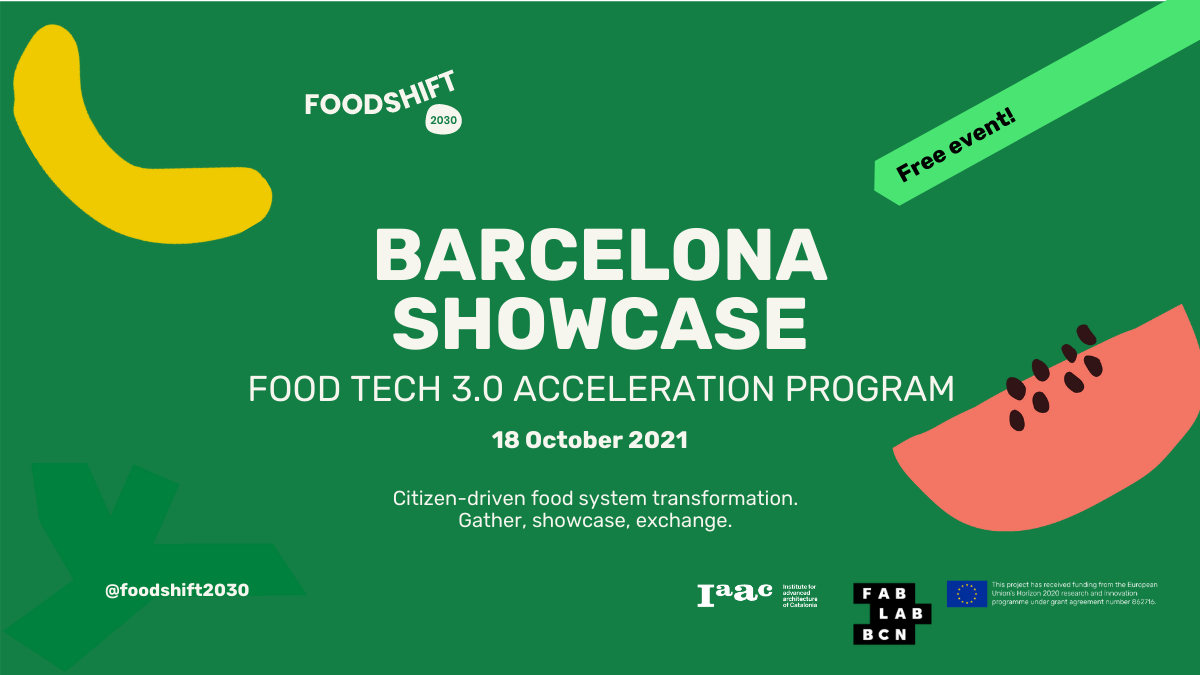 FOODSHIFT
2030
Free event!
BARCELONA
SHOWCASE
FOOD TECH 3.0 ACCELERATION PROGRAM
18 October 2021
Citizen-driven food system transformation.
Gather, showcase, exchange.
@foodshift2030
Iaac
Institute for
advanced
architecture
of Catalonia
FAB
LAB
BCN
This project has received funding from the European
Union's Horizon 2020 research and innovation
programme under grant agreement number 862716.